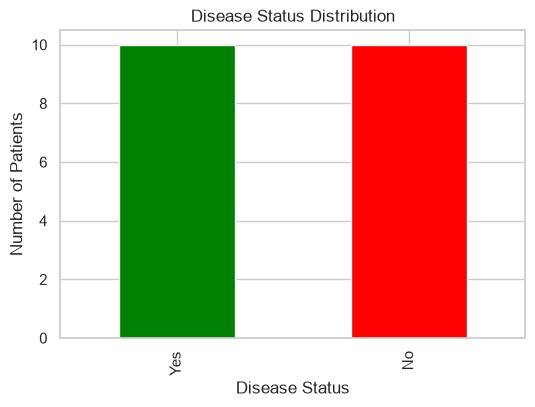 Disease Status Distribution
Number of Patients
10
8
6
4
2
0
Yes
No
Disease Status